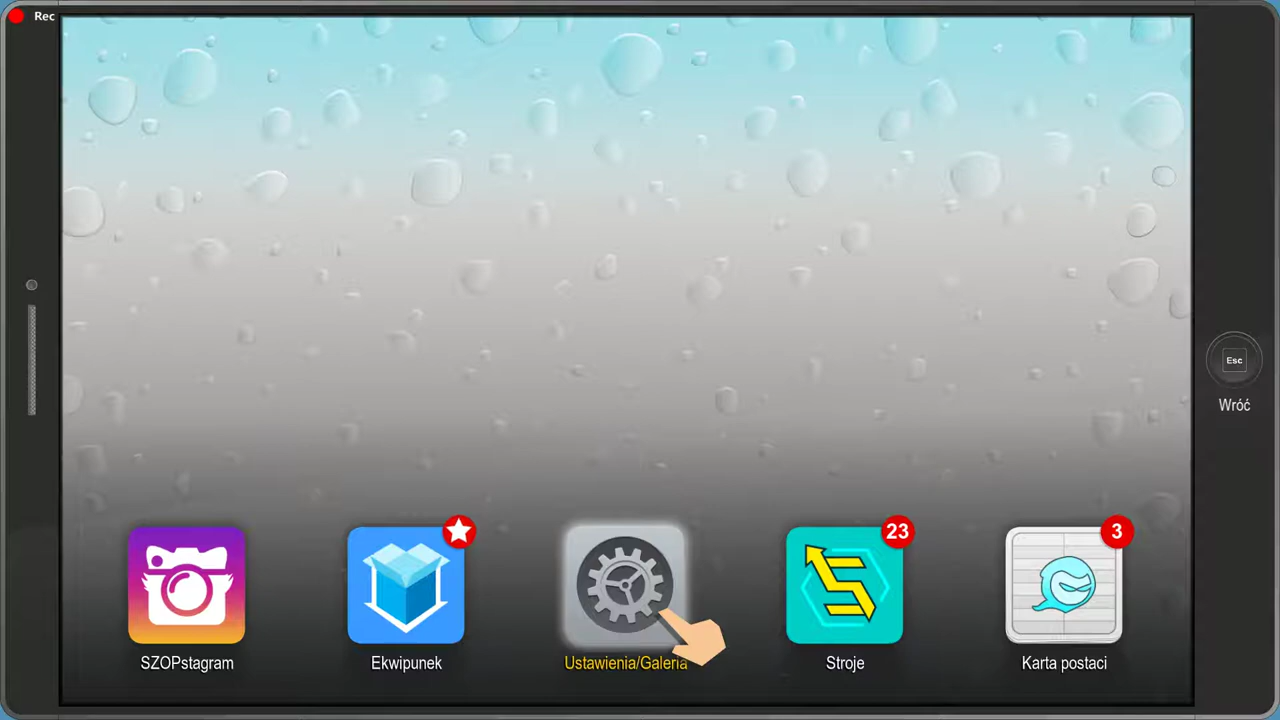 Rec
Esc
Wróć
23
3
SZOPstagram
Ekwipunek
Ustawienia/Galeria
Stroje
Karta postaci